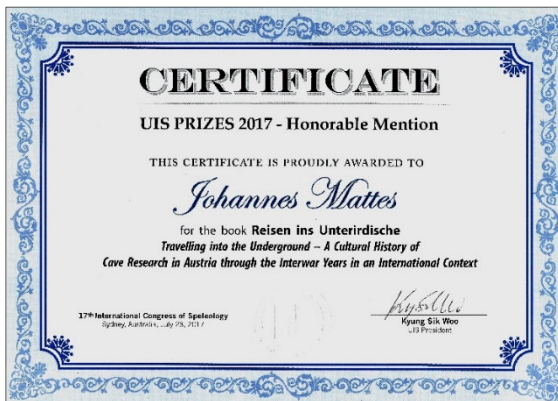 CERTIFICATE
UIS PRIZES 2017 - Honorable Mention
THIS CERTIFICATE IS PROUDLY AWARDED TO
Johannes Mattes
for the book Reisen ins Unterirdische
Travelling into the Underground – A Cultural History of
Cave Research in Austria through the Interwar Years in an International Context
17th International Congress of Speleology
Sydney, Australia, July 28, 2017
Kyung Sik Woo
UIS President